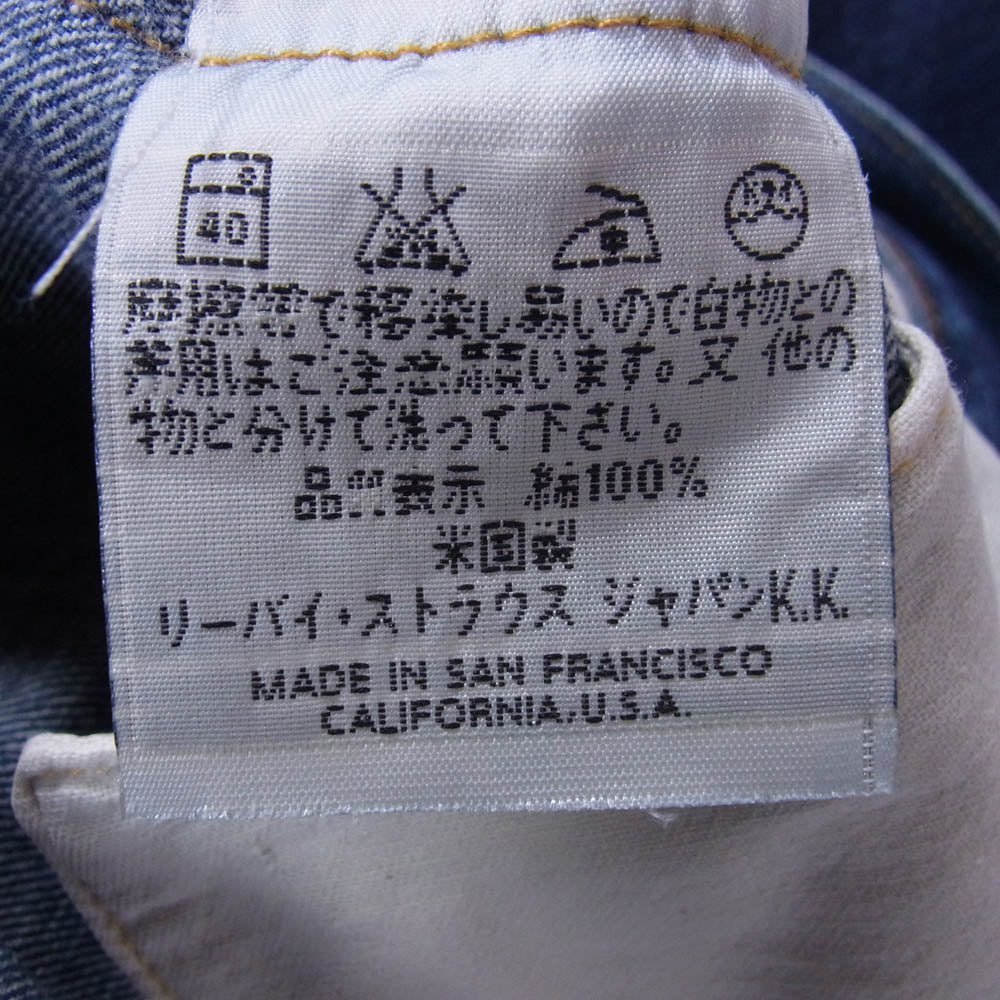 40
摩擦等で移染し易いので白物との
着用はご注意願います。又 他の
物と分けて洗って下さい。
品質表示 綿100%
米国製
リーバイ・ストラウス ジャパンK.K.
MADE IN SAN FRANCISCO
CALIFORNIA.U.S.A.